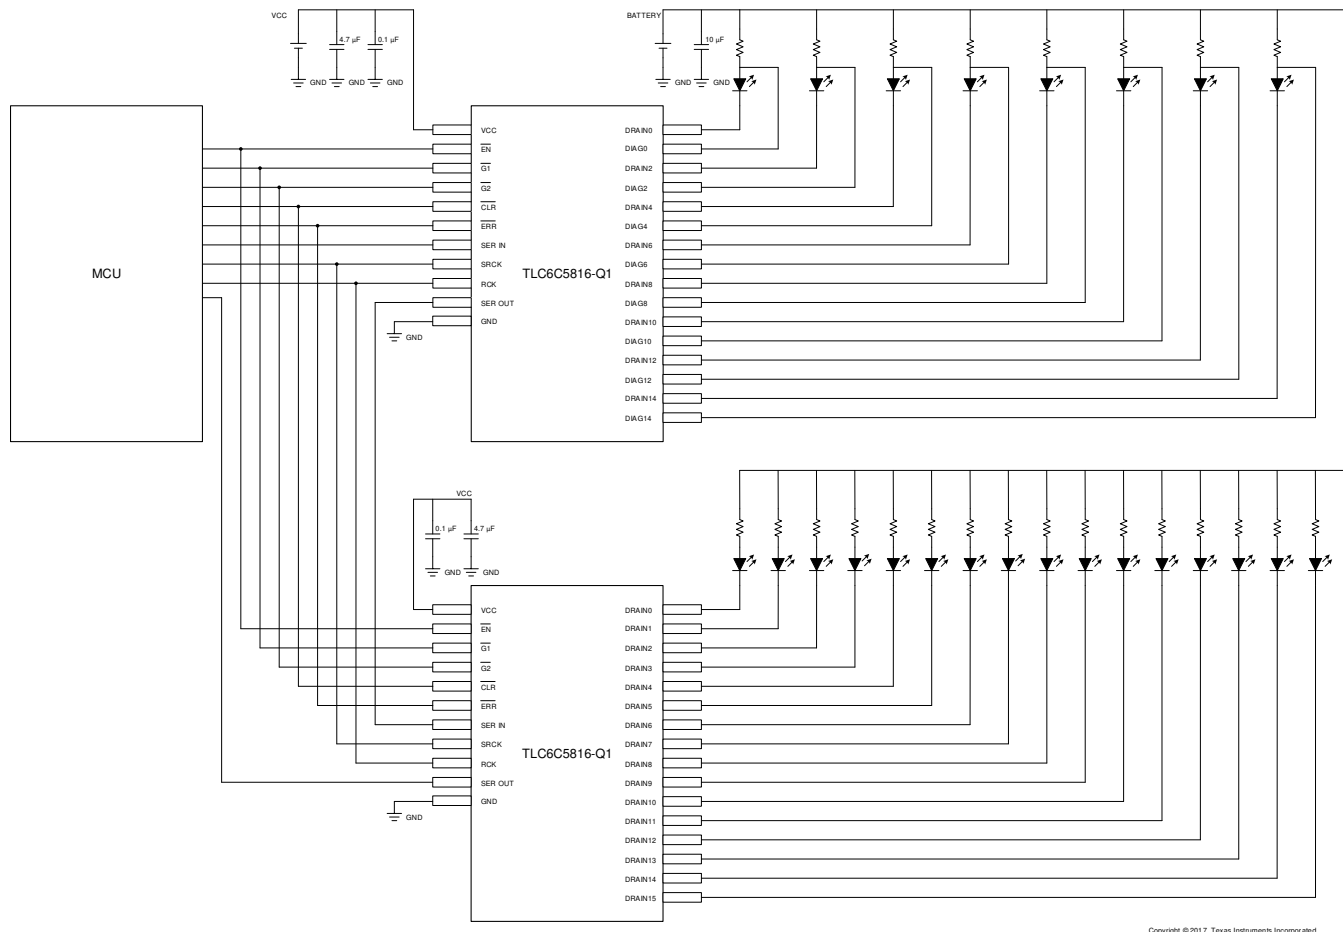 VCC
4.7 µF
0.1 µF
GND
GND
GND
BATTERY
10 µF
GND
GND
MCU
TLC6C5816-Q1
VCC
EN
G1
G2
CLR
ERR
SER IN
SRCK
RCK
SER OUT
GND
GND
DRAIN0
DIAG0
DRAIN2
DIAG2
DRAIN4
DIAG4
DRAIN6
DIAG6
DRAIN8
DIAG8
DRAIN10
DIAG10
DRAIN12
DIAG12
DRAIN14
DIAG14
VCC
0.1 µF
4.7 µF
GND
GND
TLC6C5816-Q1
VCC
EN
G1
G2
CLR
ERR
SER IN
SRCK
RCK
SER OUT
GND
GND
DRAIN0
DRAIN1
DRAIN2
DRAIN3
DRAIN4
DRAIN5
DRAIN6
DRAIN7
DRAIN8
DRAIN9
DRAIN10
DRAIN11
DRAIN12
DRAIN13
DRAIN14
DRAIN15
Copyright © 2017, Texas Instruments Incorporated